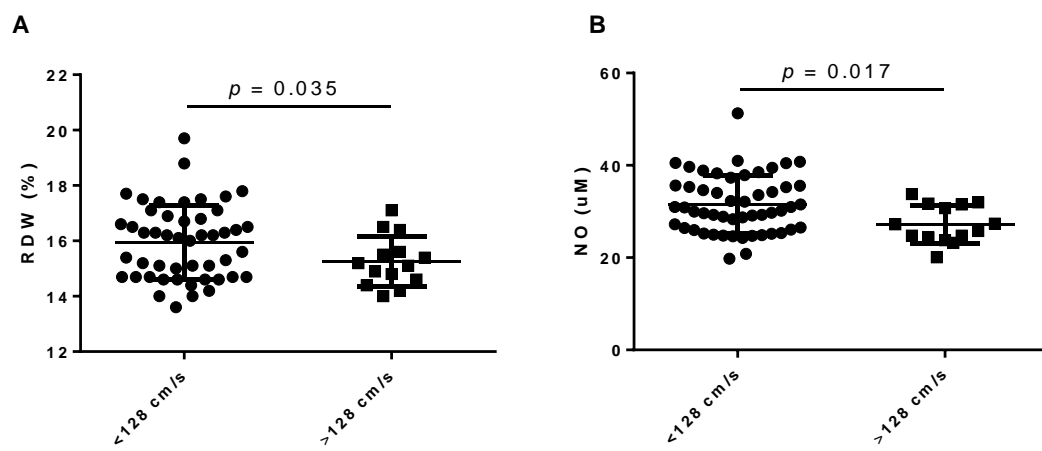 A
22
20
18
16
14
12
RDW (%)
p = 0.035
<128 cm/s
>128 cm/s
B
60
40
20
0
NO (uM)
p = 0.017
<128 cm/s
>128 cm/s